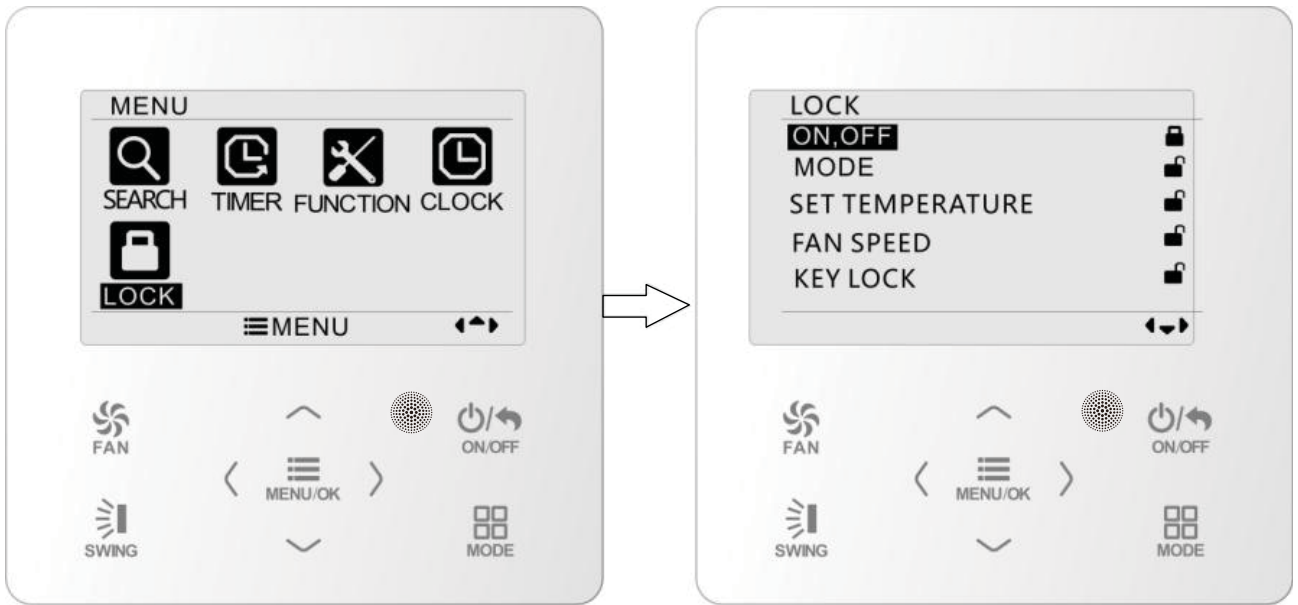 MENU
SEARCH TIMER FUNCTION CLOCK
LOCK
MENU
FAN
ON/OFF
MENU/OK
SWING
MODE
LOCK
ON,OFF
MODE
SET TEMPERATURE
FAN SPEED
KEY LOCK
FAN
ON/OFF
MENU/OK
SWING
MODE